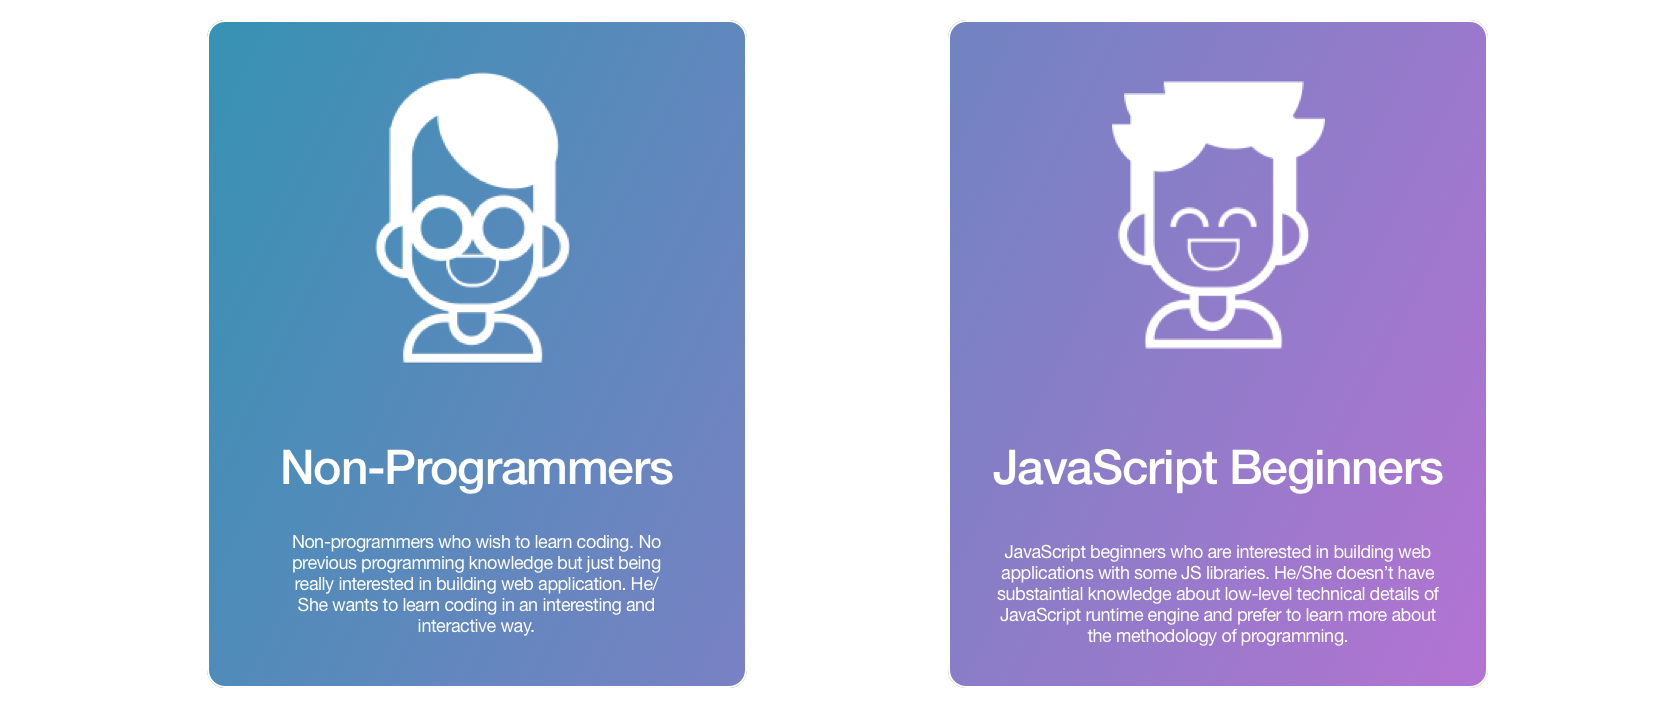 Non-Programmers
Non-programmers who wish to learn coding. No
previous programming knowledge but just being
really interested in building web application. He/
She wants to learn coding in an interesting and
interactive way.
JavaScript Beginners
JavaScript beginners who are interested in building web
applications with some JS libraries. He/She doesn’t have
substaintial knowledge about low-level technical details of
JavaScript runtime engine and prefer to learn more about
the methodology of programming.